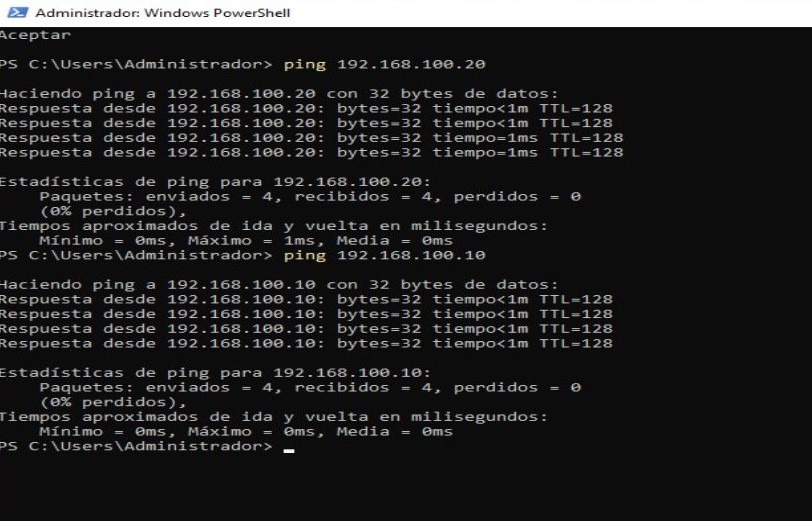 Administrador: Windows PowerShell
Aceptar
PS C:\Users\Administrador> ping 192.168.100.20
Haciendo ping a 192.168.100.20 con 32 bytes de datos:
Respuesta desde 192.168.100.20: bytes=32 tiempo<1m TTL=128
Respuesta desde 192.168.100.20: bytes=32 tiempo<1m TTL=128
Respuesta desde 192.168.100.20: bytes=32 tiempo=1ms TTL=128
Respuesta desde 192.168.100.20: bytes=32 tiempo=1ms TTL=128
Estadísticas de ping para 192.168.100.20:
Paquetes: enviados = 4, recibidos = 4, perdidos = 0
(0% perdidos),
Tiempos aproximados de ida y vuelta en milisegundos:
Mínimo = 0ms, Máximo = 1ms, Media = 0ms
PS C:\Users\Administrador> ping 192.168.100.10
Haciendo ping a 192.168.100.10 con 32 bytes de datos:
Respuesta desde 192.168.100.10: bytes=32 tiempo<1m TTL=128
Respuesta desde 192.168.100.10: bytes=32 tiempo<1m TTL=128
Respuesta desde 192.168.100.10: bytes=32 tiempo<1m TTL=128
Respuesta desde 192.168.100.10: bytes=32 tiempo<1m TTL=128
Estadísticas de ping para 192.168.100.10:
Paquetes: enviados = 4, recibidos = 4, perdidos = 0
(0% perdidos),
Tiempos aproximados de ida y vuelta en milisegundos:
Mínimo = 0ms, Máximo = 0ms, Media = 0ms
PS C:\Users\Administrador>